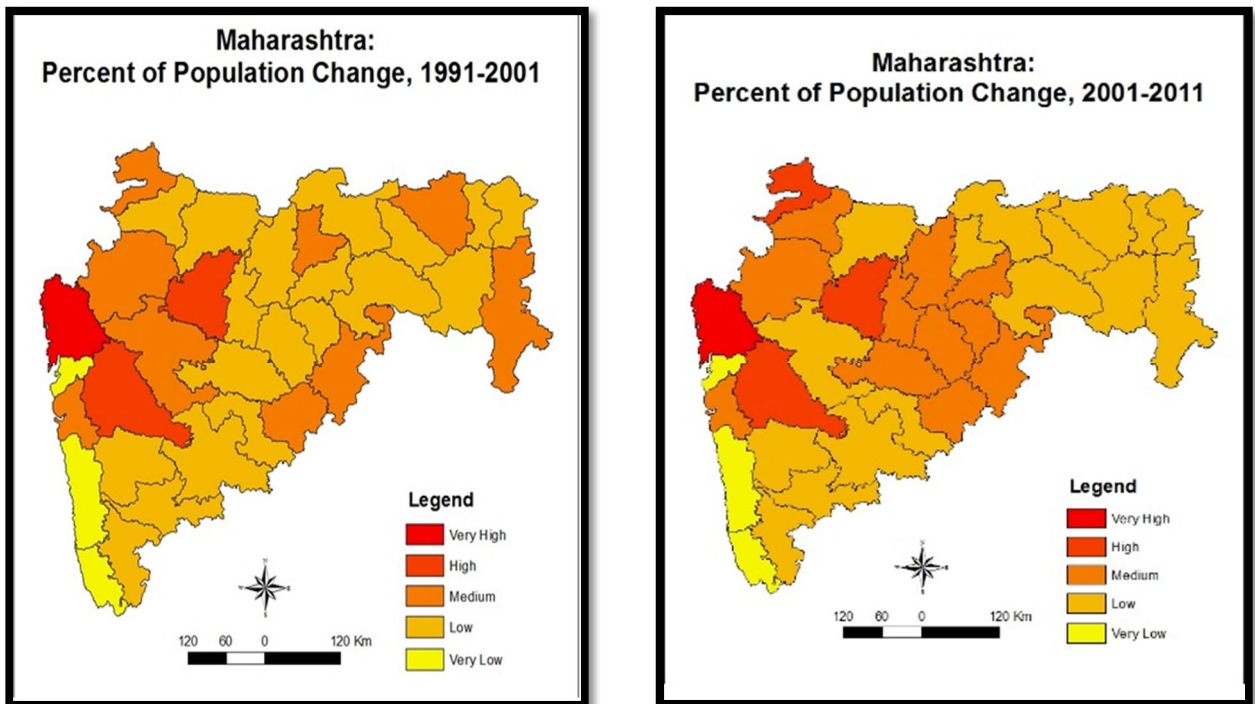 Maharashtra:
Percent of Population Change, 1991-2001
Legend
Very High
High
Medium
Low
Very Low
N
120 60 0 120 Km
Maharashtra:
Percent of Population Change, 2001-2011
Legend
Very High
High
Medium
Low
Very Low
N
120 60 0 120 Km